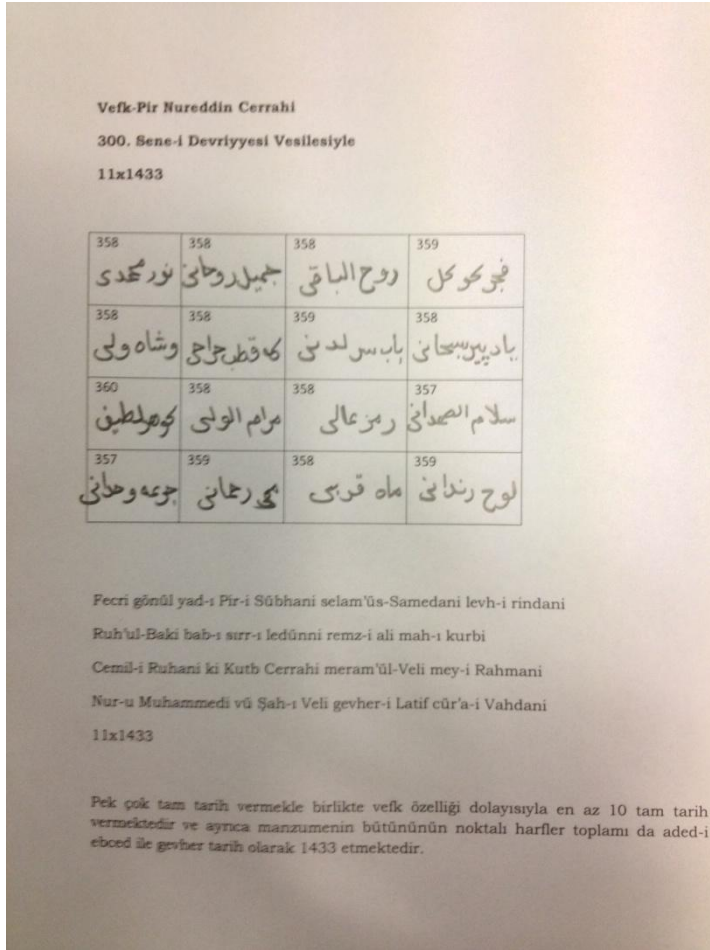 Vefk-Pir Nureddin Cerrahi
300. Sene-i Devriyyesi Vesilesiyle
11x1433
358 358 358 359
نور محمدی جمیل روحانی روح الباقی فجر کوکل
358 358 359 358
وشاه ولی که قطب جراحی باب سر لدنی یاد پیر سبحانی
360 358 358 357
کوهر لطیف مرام الولی رمز عالی سلام الصمدانی
357 359 358 359
جرعه وحدانی می رحمانی ماه قربی لوح رندانی
Fecri gönül yad-ı Pir-i Sübhani selam'üs-Samedani levh-i rindani
Ruh'ul-Baki bab-ı sırr-ı ledünni remz-i ali mah-ı kurbi
Cemil-i Ruhani ki Kutb Cerrahi meram'ül-Veli mey-i Rahmani
Nur-u Muhammedi vü Şah-ı Veli gevher-i Latif cür'a-i Vahdani
11x1433
Pek çok tam tarih vermekle birlikte vefk özelliği dolayısıyla en az 10 tam tarih
vermektedir ve ayrıca manzumenin bütününün noktalı harfler toplamı da aded-i
ebced ile gevher tarih olarak 1433 etmektedir.